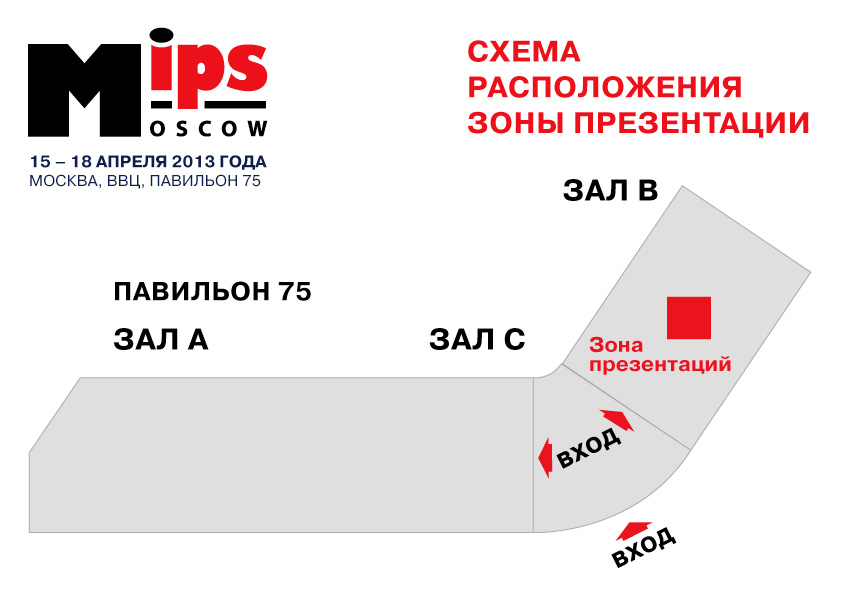 Mips
MOSCOW
15 – 18 АПРЕЛЯ 2013 ГОДА
МОСКВА, ВВЦ, ПАВИЛЬОН 75
СХЕМА
РАСПОЛОЖЕНИЯ
ЗОНЫ ПРЕЗЕНТАЦИИ
ЗАЛ В
ПАВИЛЬОН 75
ЗАЛ А
ЗАЛ С
Зона
презентаций
ВХОД
ВХОД